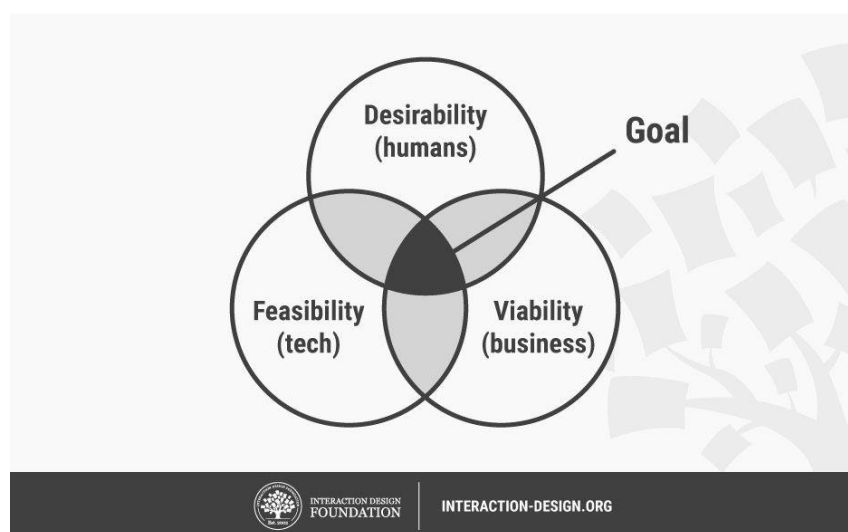 Desirability
(humans)
Goal
Feasibility
(tech)
Viability
(business)
INTERACTION DESIGN
FOUNDATION
INTERACTION-DESIGN.ORG